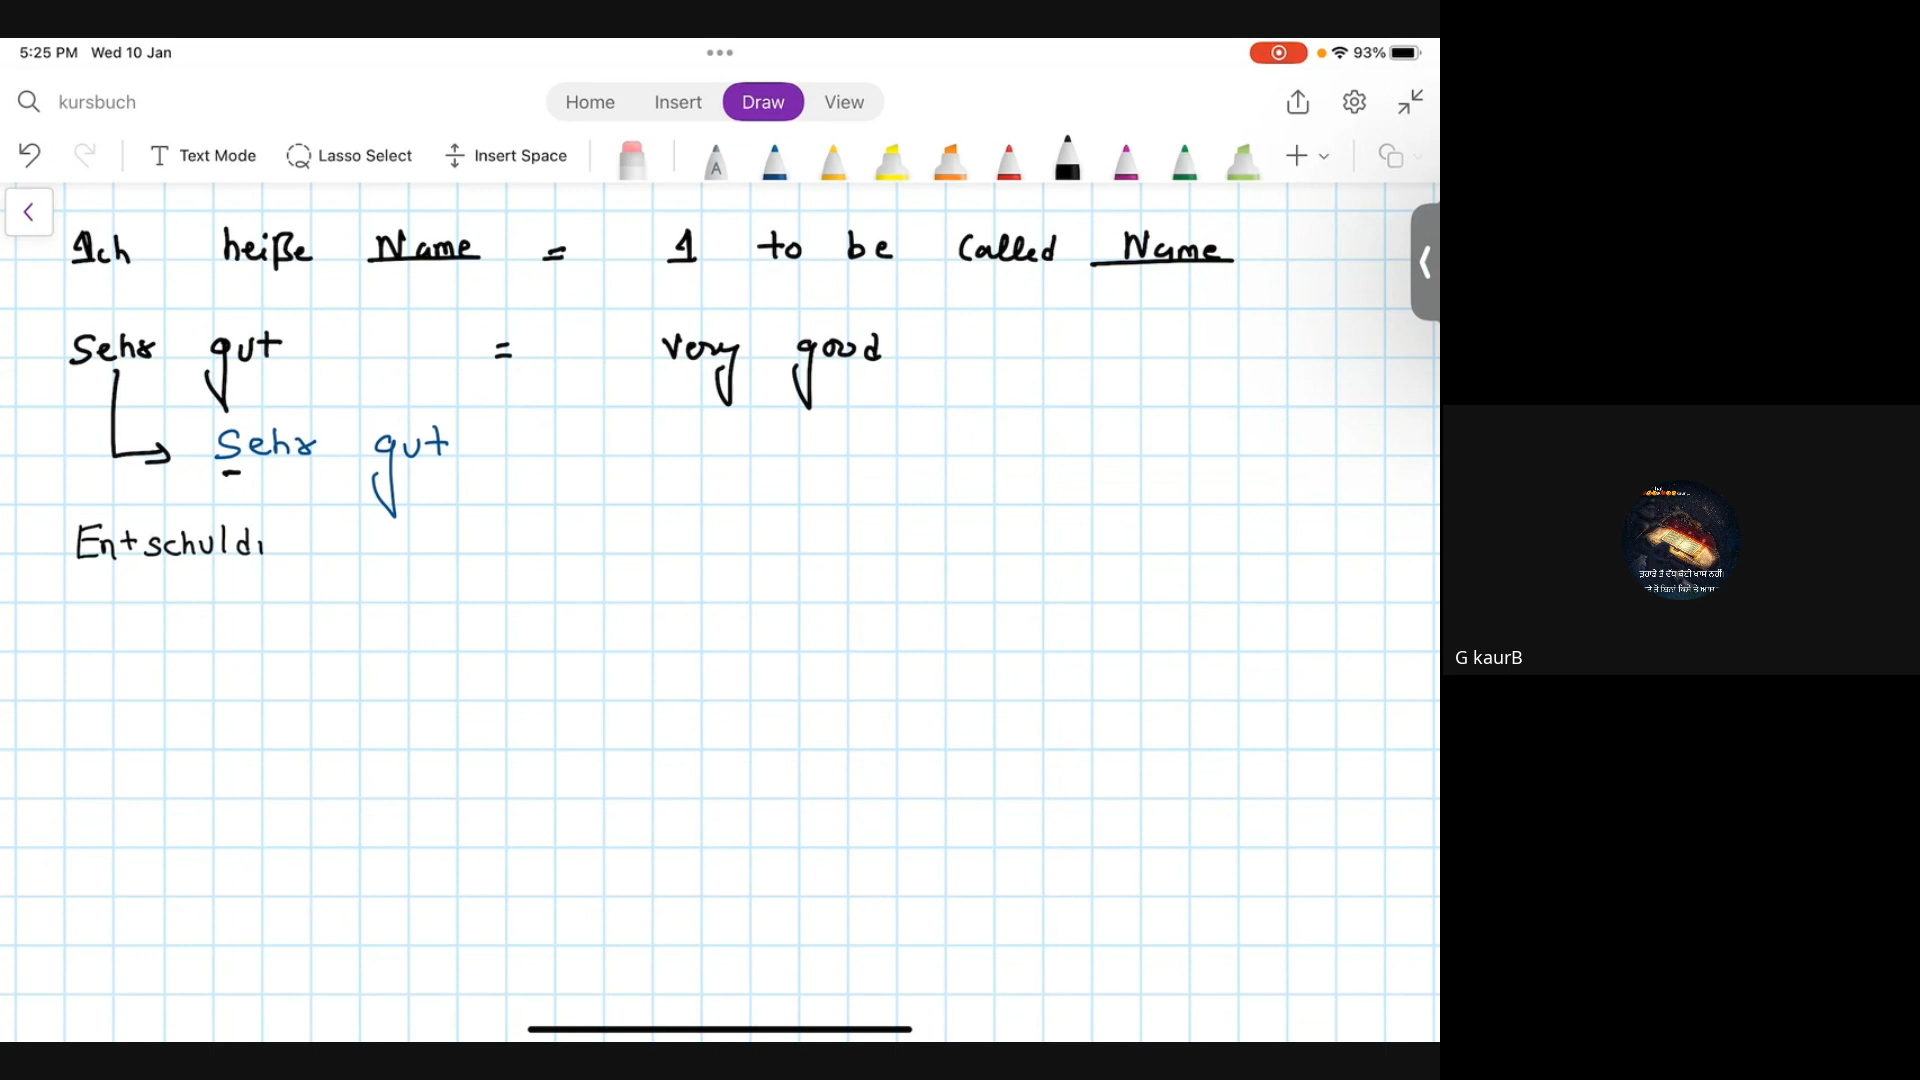 5:25 PM Wed 10 Jan
93%
kursbuch
Home Insert Draw View
Text Mode Lasso Select Insert Space
A
Ich heiße Name = I to be Called Name
Sehr gut = very good
Sehr gut
Entschuldi
G kaurB